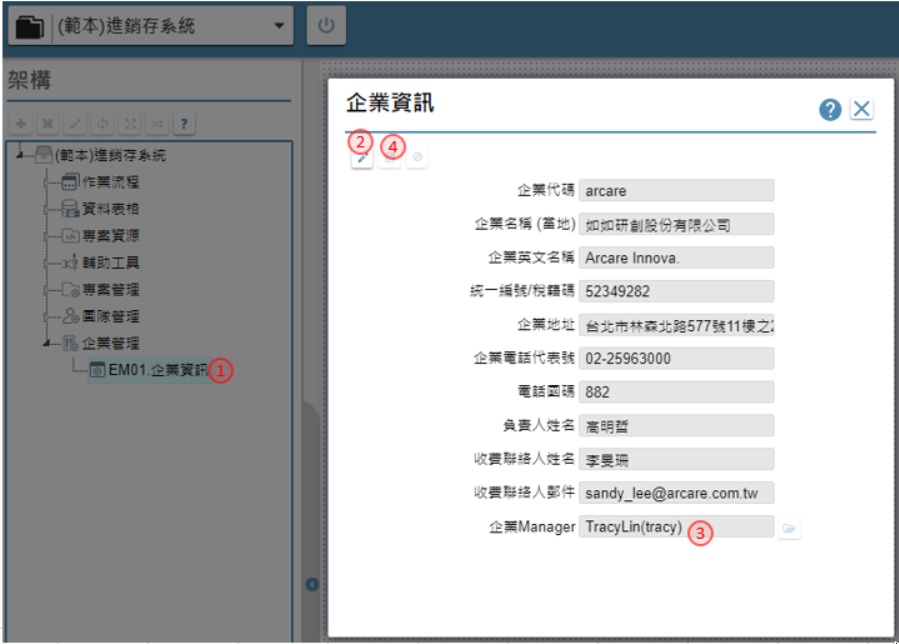 (範本)進銷存系統
架構
?
(範本)進銷存系統
作業流程
資料表格
專案資源
輔助工具
專案管理
團隊管理
企業管理
EM01.企業資訊
1
企業資訊
?
2
4
企業代碼 arcare
企業名稱 (當地) 如如研創股份有限公司
企業英文名稱 Arcare Innova.
統一編號/稅籍碼 52349282
企業地址 台北市林森北路577號11樓之2
企業電話代表號 02-25963000
電話國碼 882
負責人姓名 高明哲
收費聯絡人姓名 李旻珊
收費聯絡人郵件 sandy_lee@arcare.com.tw
企業Manager TracyLin(tracy) 3